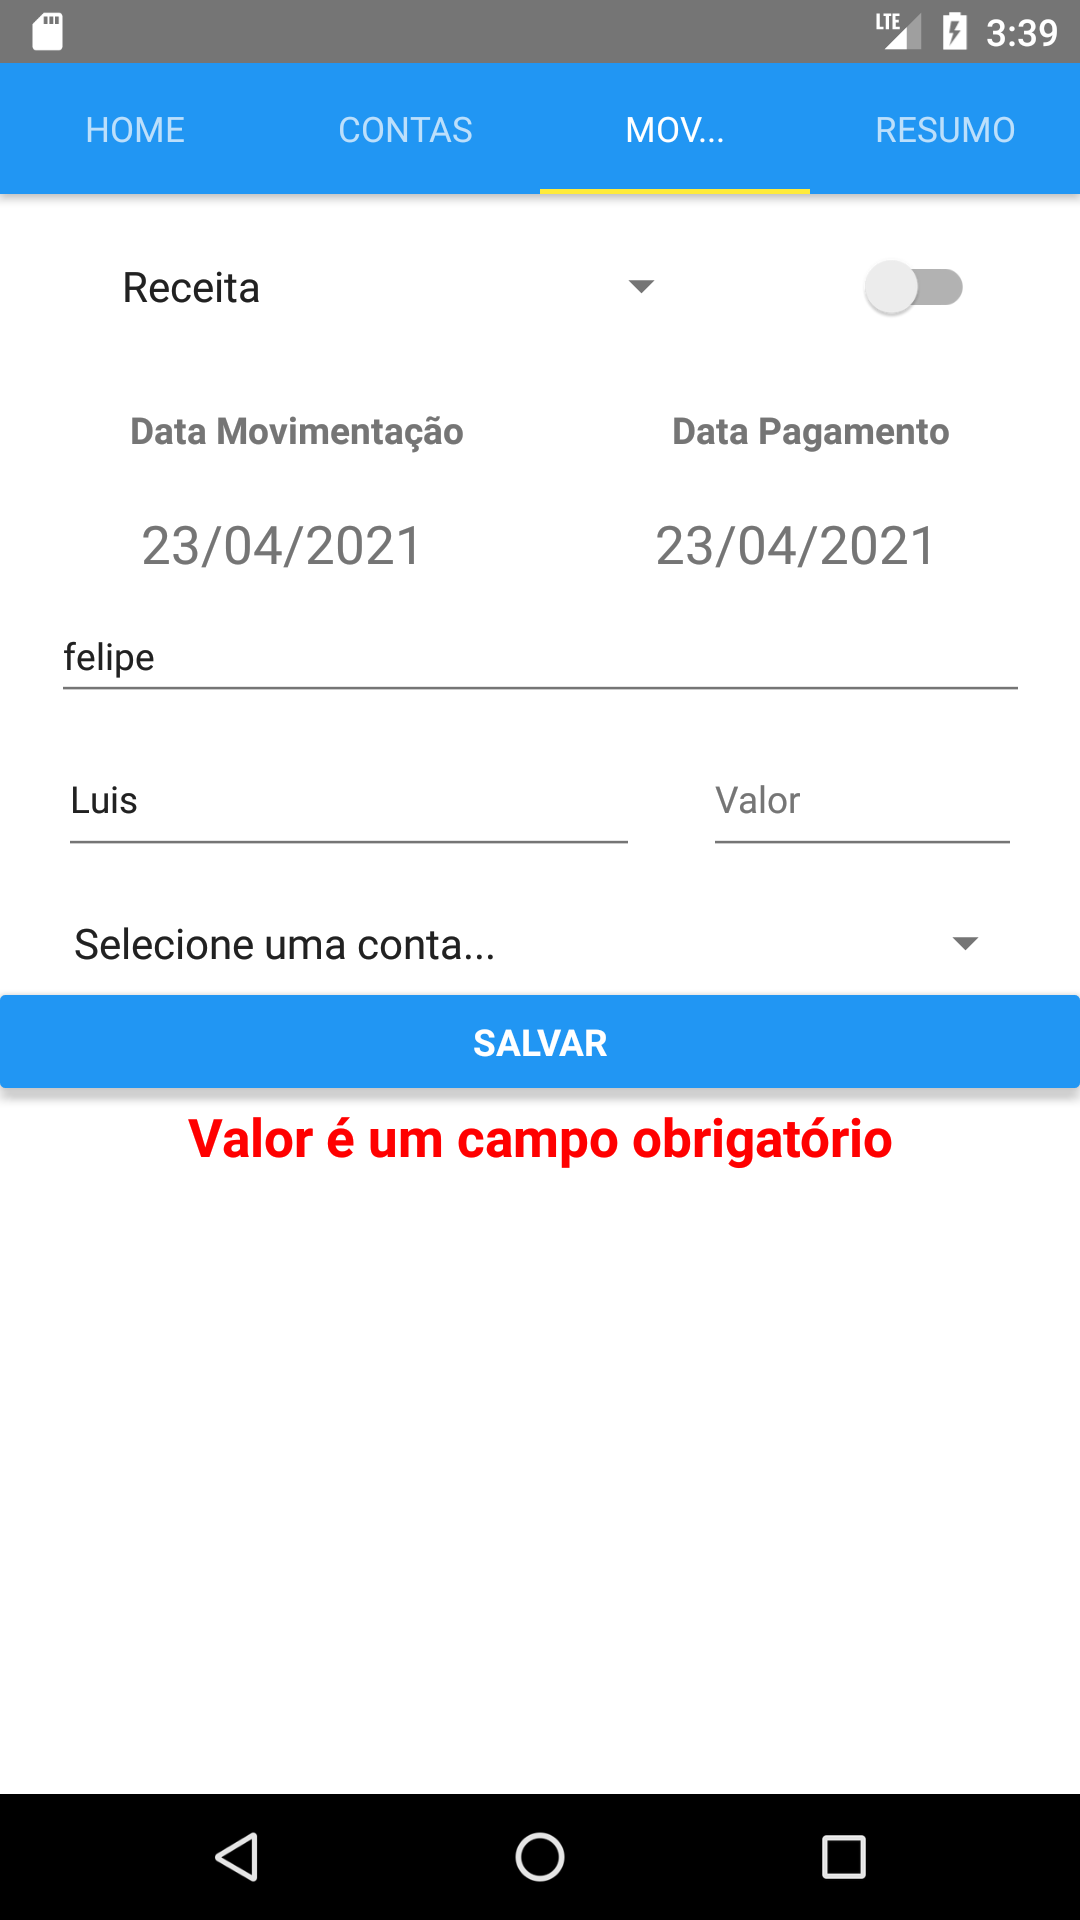 LTE 3:39
HOME CONTAS MOV... RESUMO
Receita
Data Movimentação Data Pagamento
23/04/2021 23/04/2021
felipe
Luis Valor
Selecione uma conta...
SALVAR
Valor é um campo obrigatório